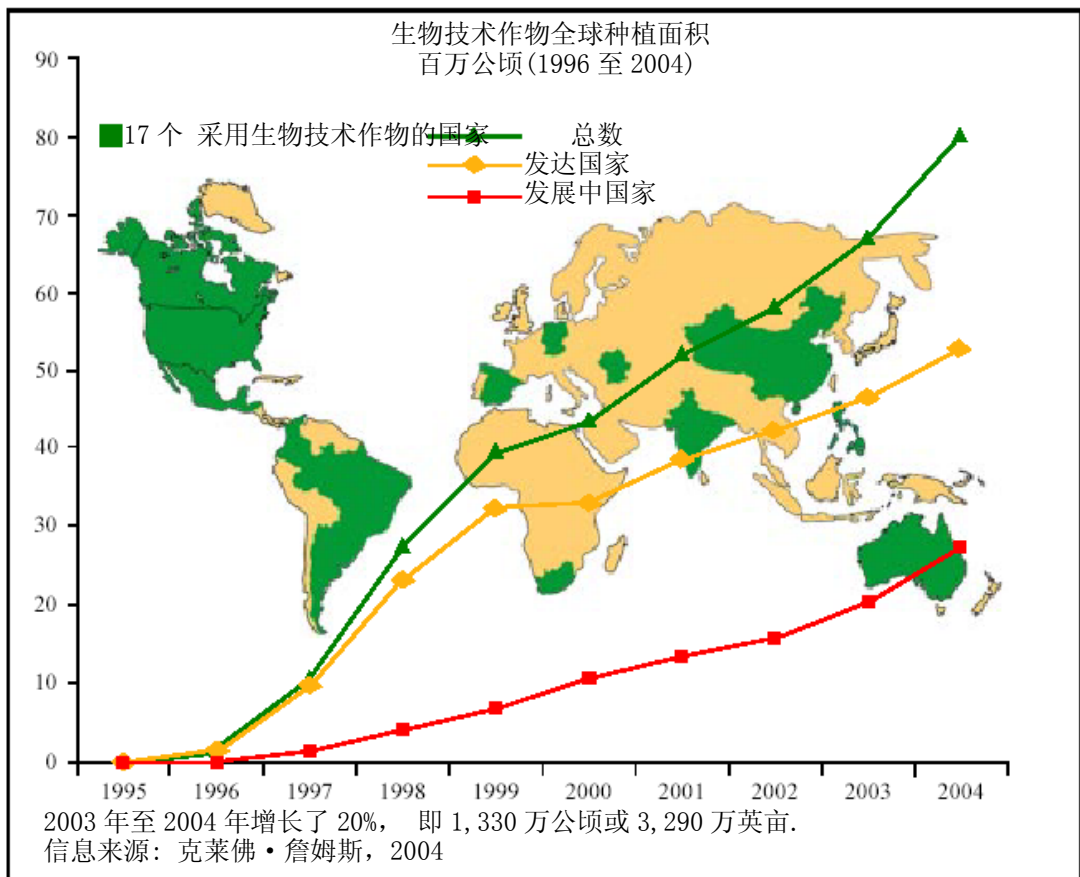 生物技术作物全球种植面积
百万公顷(1996 至 2004)
90
80
70
60
50
40
30
20
10
0
17 个 采用生物技术作物的国家
总数
发达国家
发展中国家
1995 1996 1997 1998 1999 2000 2001 2002 2003 2004
2003 年至 2004 年增长了 20%, 即 1,330 万公顷或 3,290 万英亩.
信息来源: 克莱佛·詹姆斯, 2004